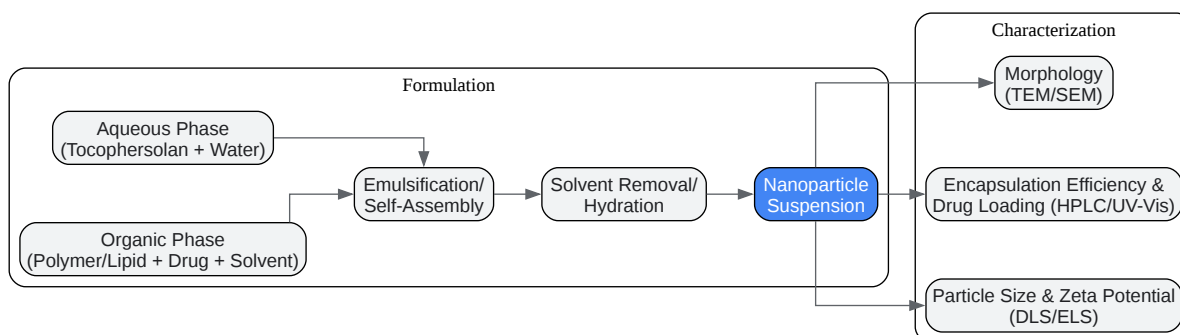 Formulation
Aqueous Phase
(Tocophersolan + Water)
Organic Phase
(Polymer/Lipid + Drug + Solvent)
Emulsification/
Self-Assembly
Solvent Removal/
Hydration
Nanoparticle
Suspension
Characterization
Morphology
(TEM/SEM)
Encapsulation Efficiency &
Drug Loading (HPLC/UV-Vis)
Particle Size & Zeta Potential
(DLS/ELS)